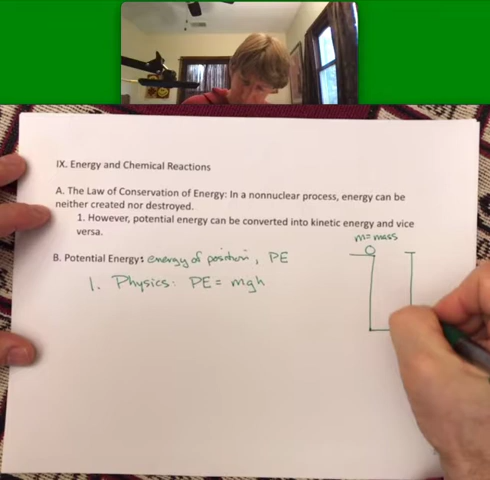 IX. Energy and Chemical Reactions
A. The Law of Conservation of Energy: In a nonnuclear process, energy can be
neither created nor destroyed.
1. However, potential energy can be converted into kinetic energy and vice
versa.
m=mass
B. Potential Energy: energy of position, PE
1. Physics: PE = mgh